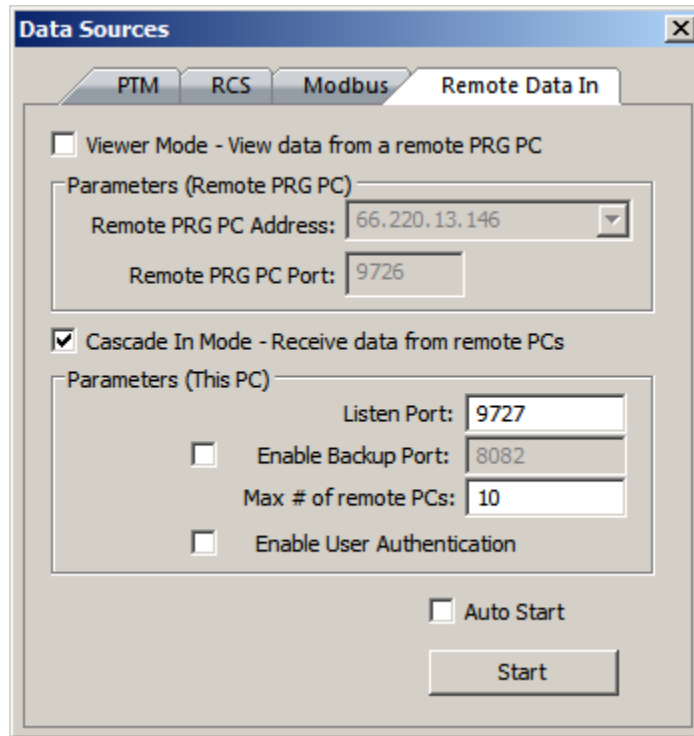 Data Sources
PTM RCS Modbus Remote Data In
Viewer Mode - View data from a remote PRG PC
Parameters (Remote PRG PC)
Remote PRG PC Address: 66.220.13.146
Remote PRG PC Port: 9726
Cascade In Mode - Receive data from remote PCs
Parameters (This PC)
Listen Port: 9727
Enable Backup Port: 8082
Max # of remote PCs: 10
Enable User Authentication
Auto Start
Start